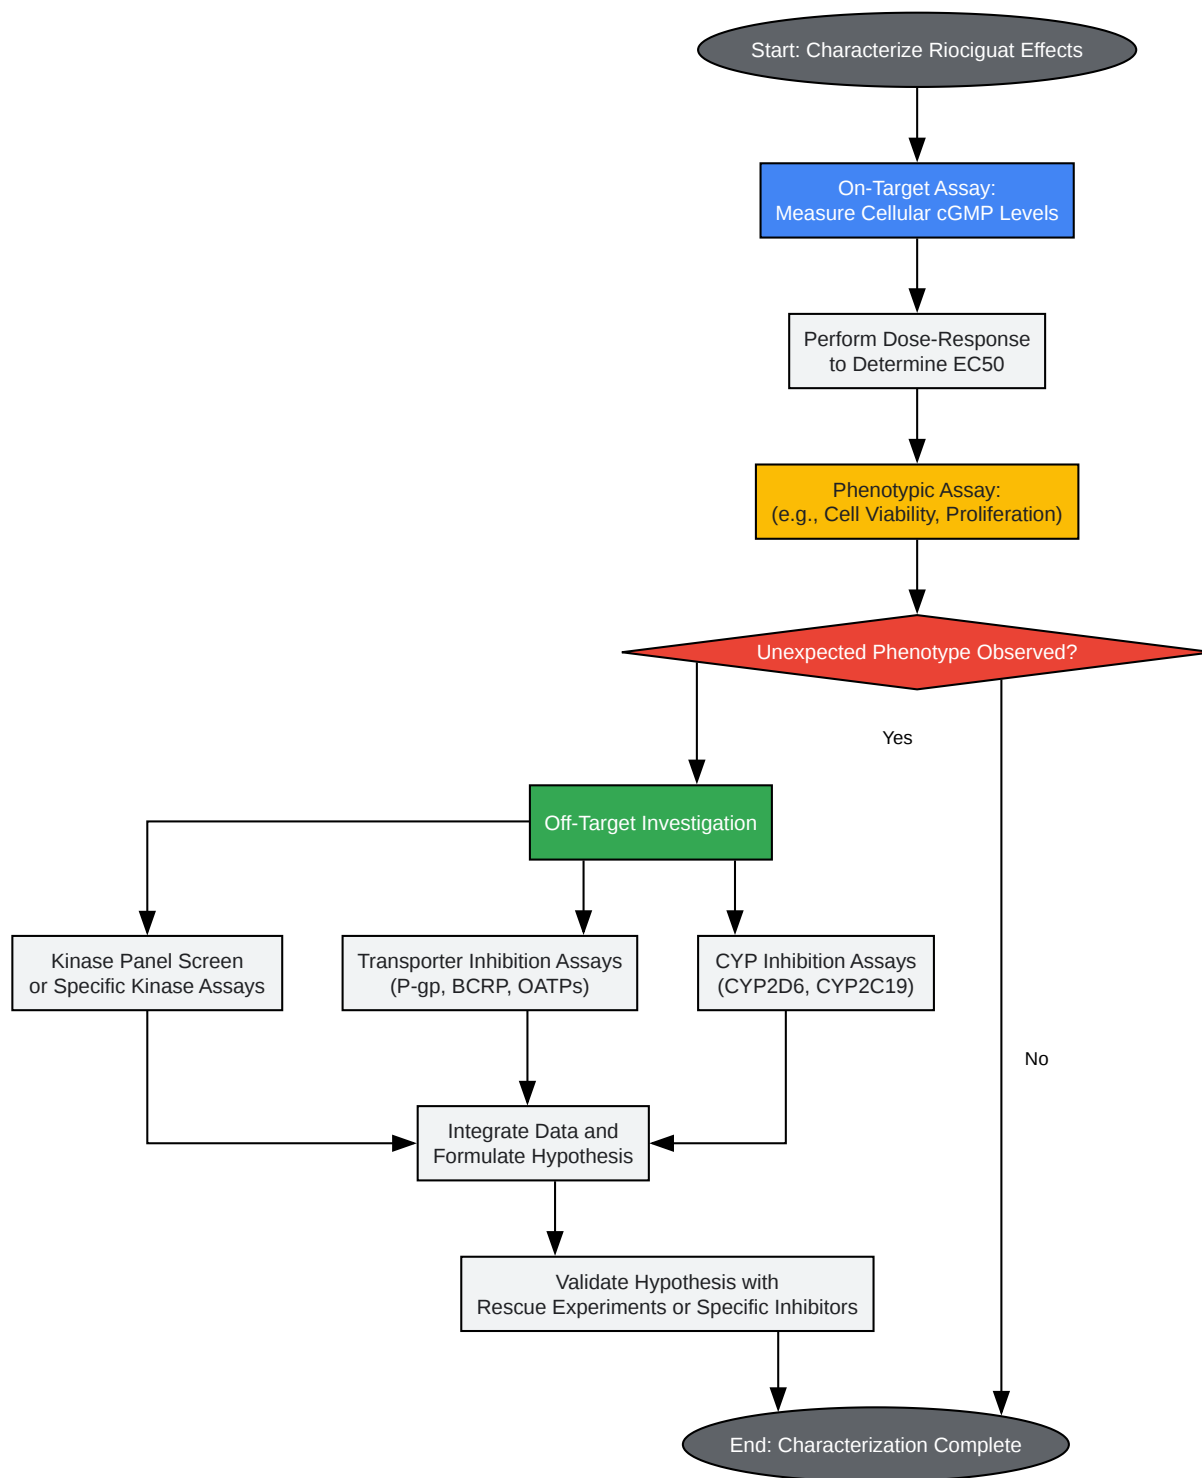 Start: Characterize Riociguat Effects
On-Target Assay:
Measure Cellular cGMP Levels
Perform Dose-Response
to Determine EC50
Phenotypic Assay:
(e.g., Cell Viability, Proliferation)
Unexpected Phenotype Observed?
Yes
Off-Target Investigation
Kinase Panel Screen
or Specific Kinase Assays
Transporter Inhibition Assays
(P-gp, BCRP, OATPs)
CYP Inhibition Assays
(CYP2D6, CYP2C19)
No
Integrate Data and
Formulate Hypothesis
Validate Hypothesis with
Rescue Experiments or Specific Inhibitors
End: Characterization Complete